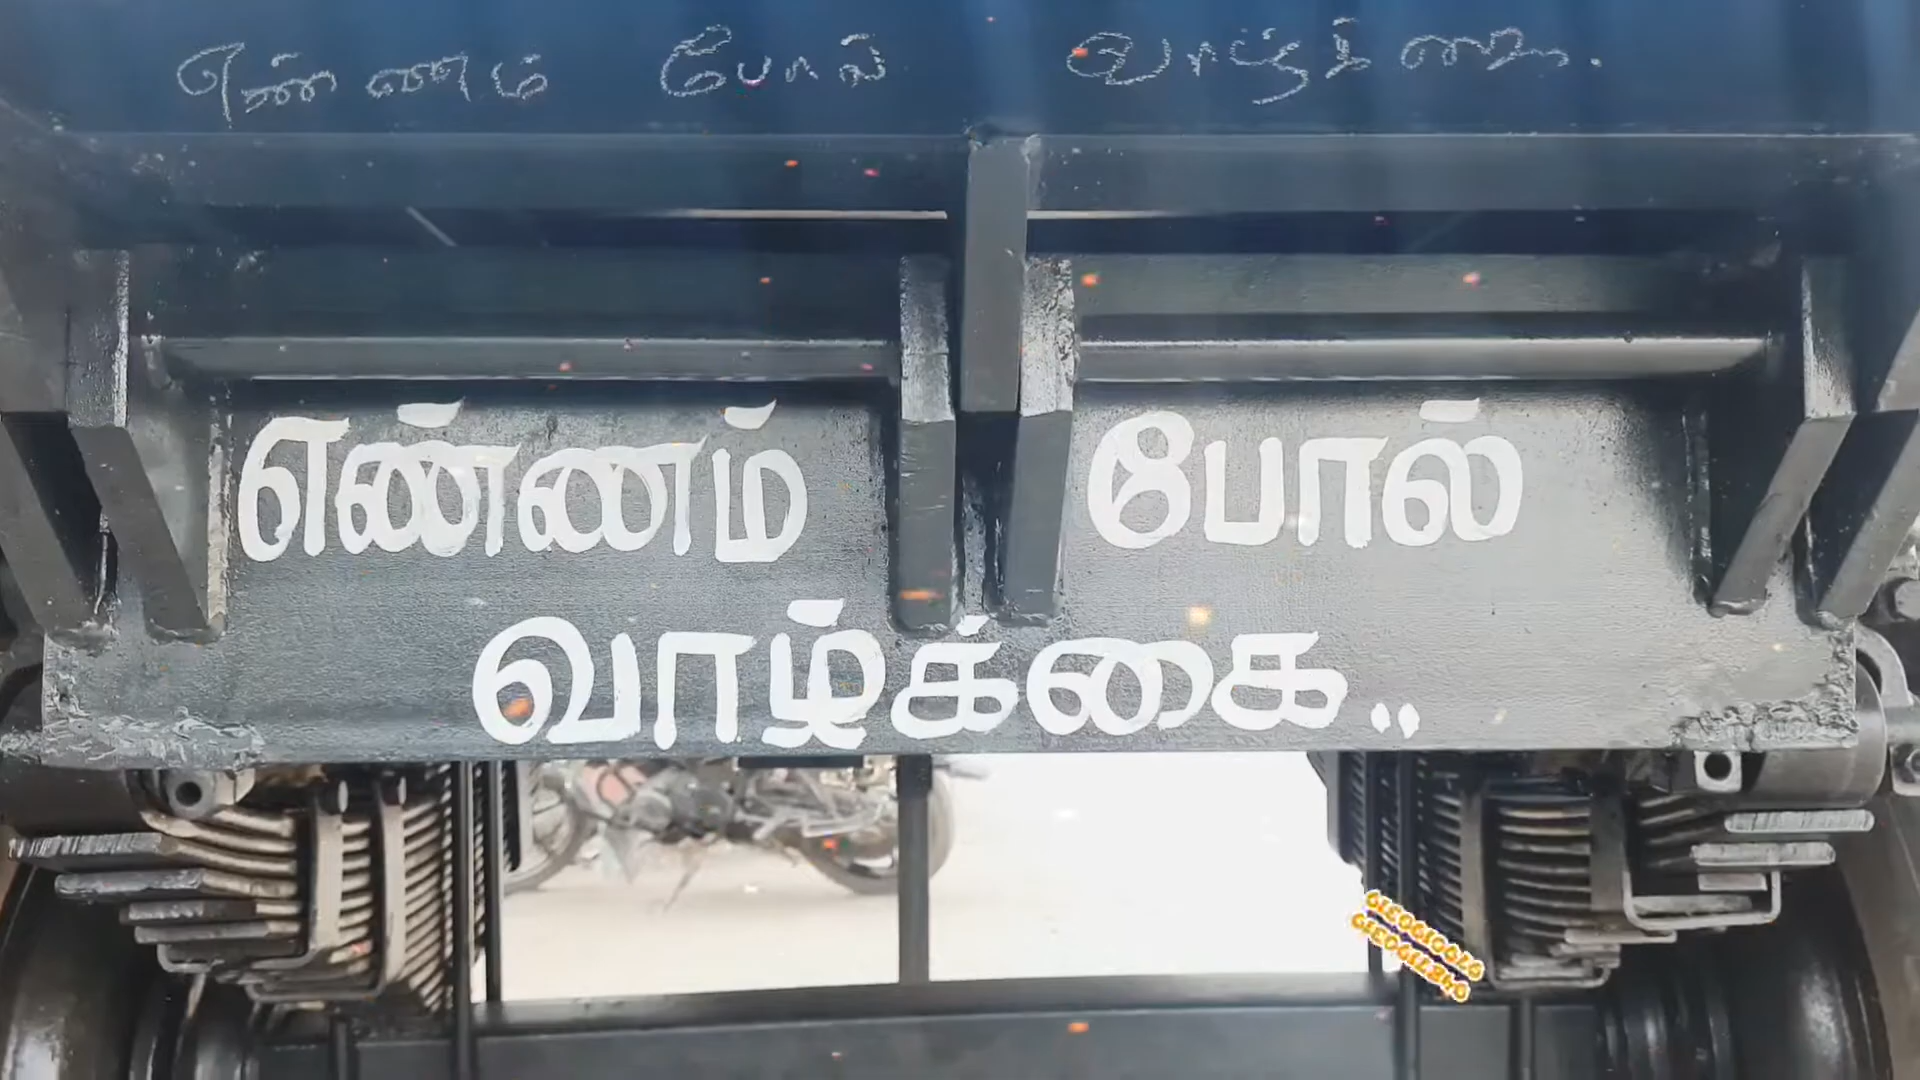 எண்ணம் போல் வாழ்க்கை.
எண்ணம் போல்
வாழ்க்கை..